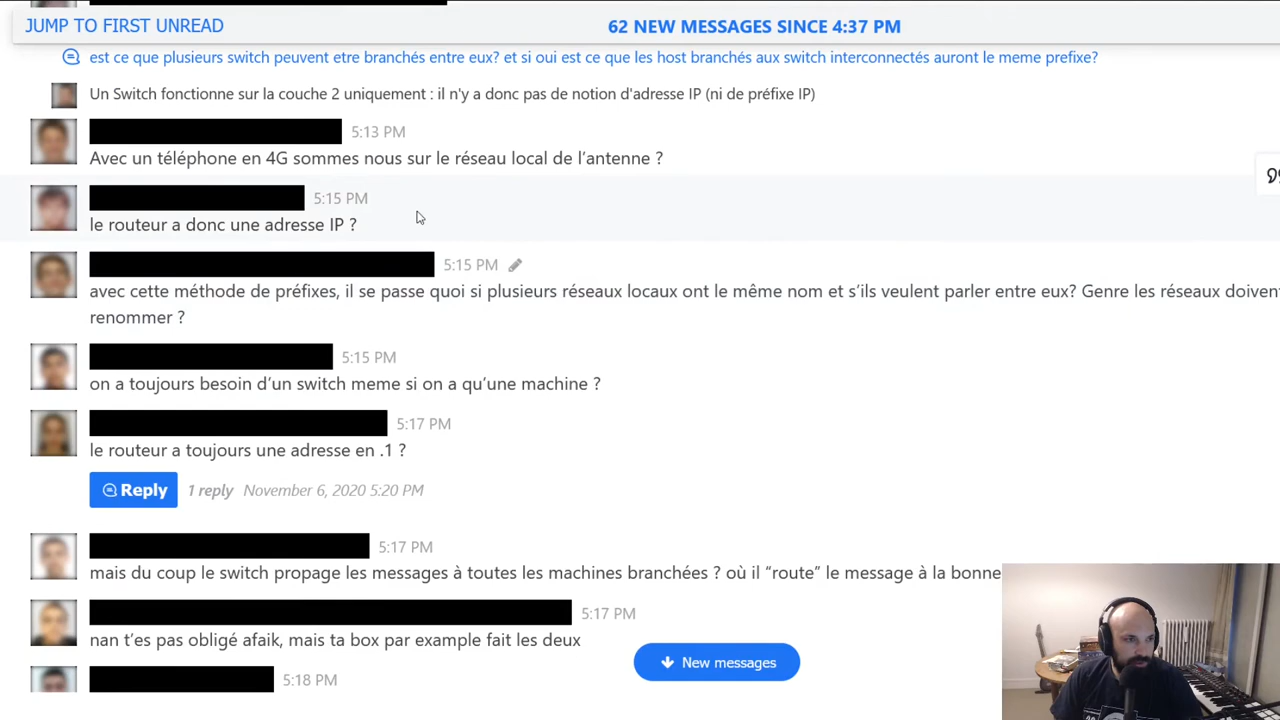 JUMP TO FIRST UNREAD
62 NEW MESSAGES SINCE 4:37 PM
est ce que plusieurs switch peuvent etre branchés entre eux? et si oui est ce que les host branchés aux switch interconnectés auront le meme prefixe?
Un Switch fonctionne sur la couche 2 uniquement : il n'y a donc pas de notion d'adresse IP (ni de préfixe IP)
5:13 PM
Avec un téléphone en 4G sommes nous sur le réseau local de l’antenne ?
5:15 PM
le routeur a donc une adresse IP ?
5:15 PM
avec cette méthode de préfixes, il se passe quoi si plusieurs réseaux locaux ont le même nom et s’ils veulent parler entre eux? Genre les réseaux doiven
renommer ?
5:15 PM
on a toujours besoin d’un switch meme si on a qu’une machine ?
5:17 PM
le routeur a toujours une adresse en .1 ?
Reply 1 reply November 6, 2020 5:20 PM
5:17 PM
mais du coup le switch propage les messages à toutes les machines branchées ? où il “route” le message à la bonne
5:17 PM
nan t’es pas obligé afaik, mais ta box par example fait les deux
New messages
5:18 PM